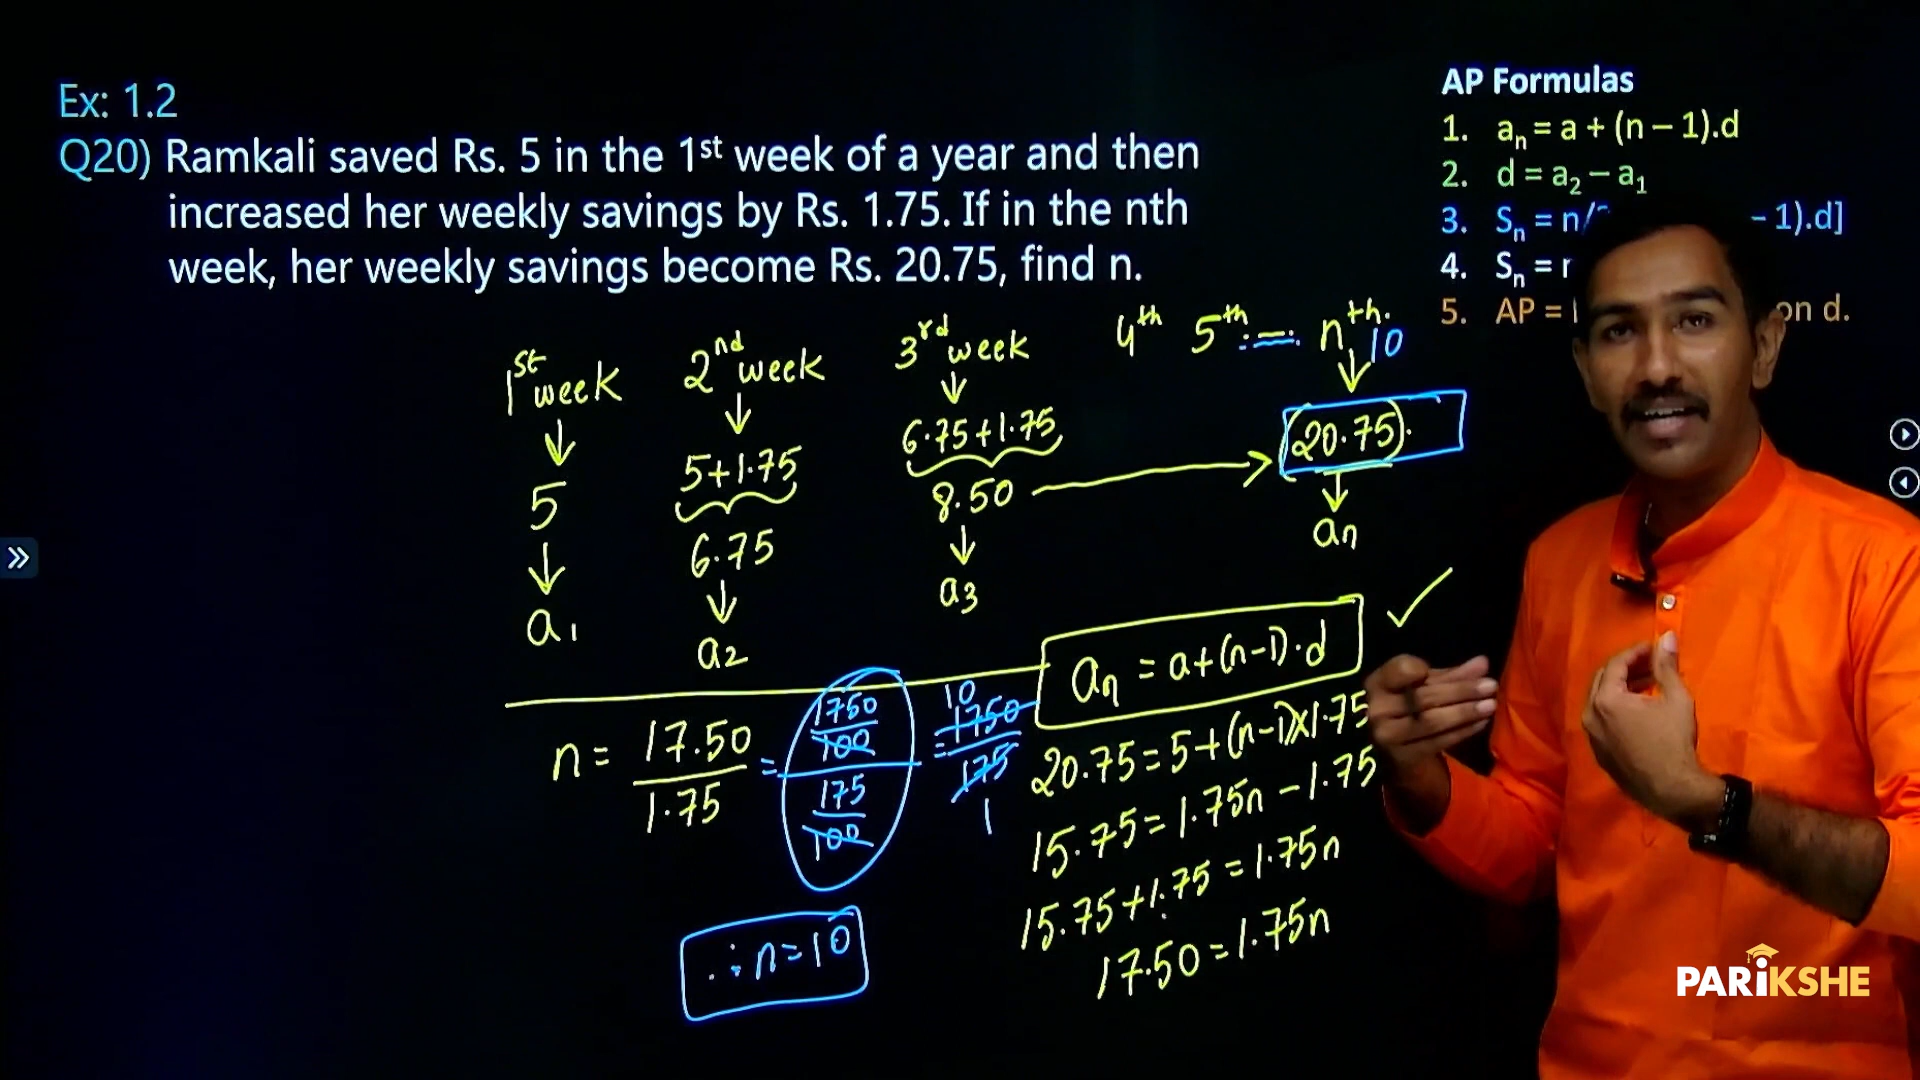 Ex: 1.2
Q20) Ramkali saved Rs. 5 in the 1st week of a year and then
increased her weekly savings by Rs. 1.75. If in the nth
week, her weekly savings become Rs. 20.75, find n.
AP Formulas
1. aₙ = a + (n – 1).d
2. d = a₂ – a₁
3. Sₙ = n/ – 1).d]
4. Sₙ =
5. AP = on d.
1st week 2nd week 3rd week 4th 5th :=: nth. 10
5 5+1.75 6.75+1.75 20.75.
6.75 8.50
a₁ a₂ a₃ aₙ
aₙ = a+(n-1).d
20.75=5+(n-1)×1.75
15.75=1.75n-1.75
15.75+1.75=1.75n
17.50=1.75n
n= 17.50/1.75 = 1750/100 / 175/100 = 1750/175 10 1
∴ n=10
PARiKSHE